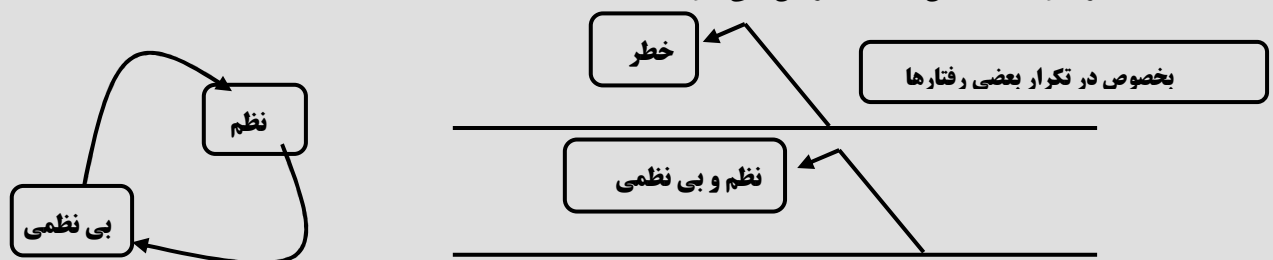 خطر
بخصوص در تکرار بعضی رفتارها
نظم
نظم و بی نظمی
بی نظمی